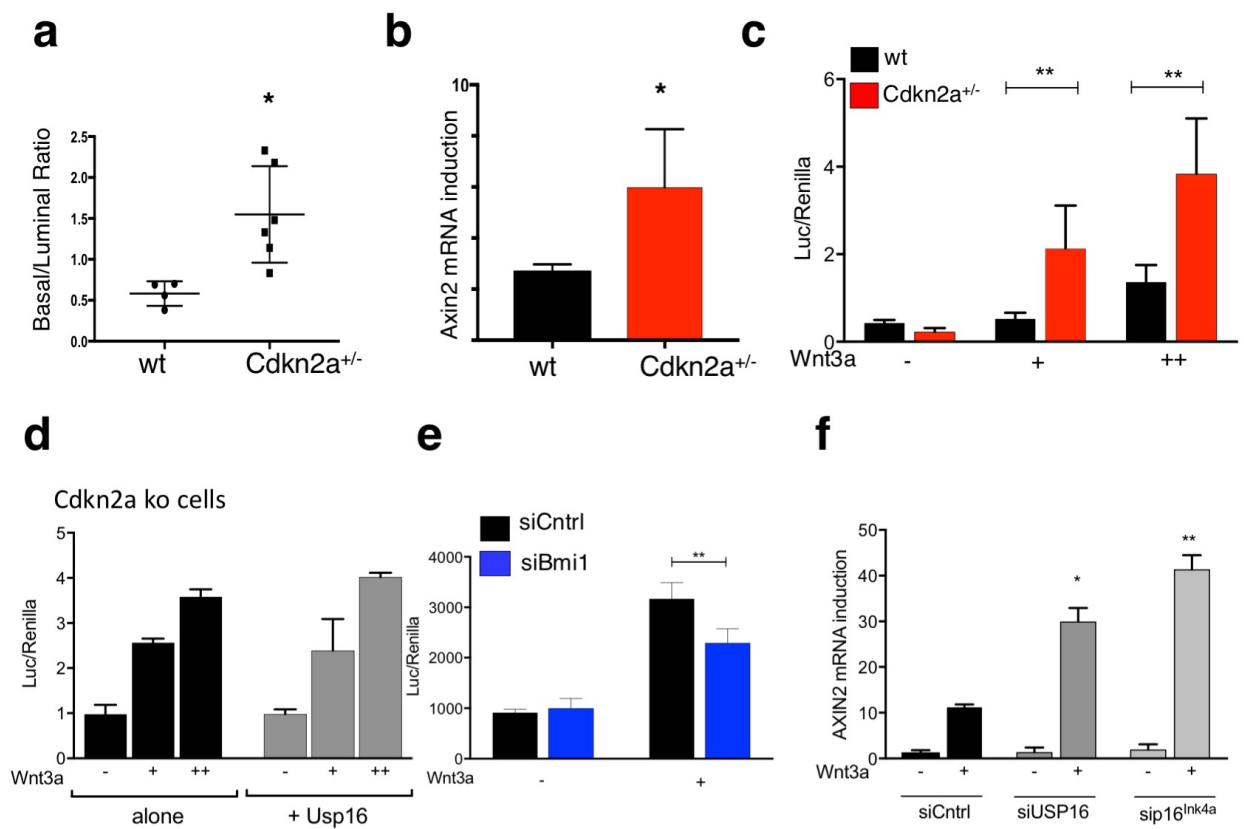 a
*
Basal/Luminal Ratio
2.5
2.0
1.5
1.0
0.5
0.0
wt
Cdkn2a+/-
b
*
Axin2 mRNA induction
10
wt
Cdkn2a+/-
c
wt
Cdkn2a+/-
**
**
Luc/Renilla
6
4
2
0
Wnt3a
- + ++
d
Cdkn2a ko cells
Luc/Renilla
5
4
3
2
1
0
Wnt3a - + ++ - + ++
alone + Usp16
e
siCntrl
siBmi1
**
Luc/Renilla
4000
3000
2000
1000
0
Wnt3a - +
f
AXIN2 mRNA induction
50
40
30
20
10
0
*
**
Wnt3a - + - + - +
siCntrl siUSP16 sip16Ink4a